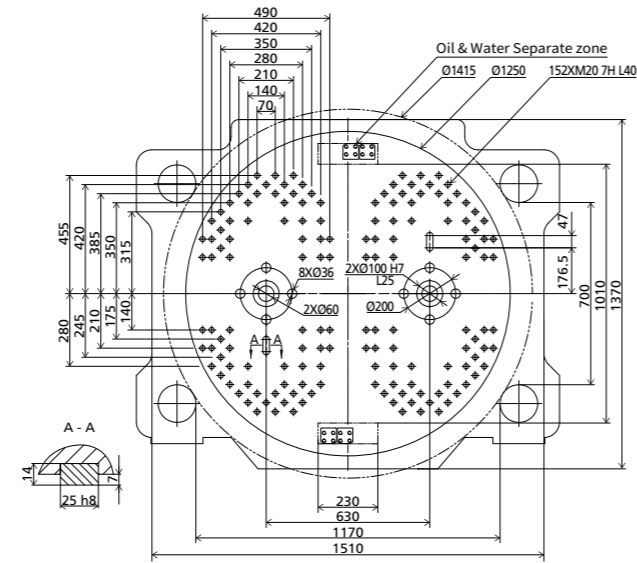 490
420
350
280
210
140
70
Oil & Water Separate zone
Ø1415
Ø1250
152XM20 7H L40
455
420
385
350
315
47
176.5
8XØ36
2XØ100 H7
L25
2XØ60
Ø200
700
1010
1370
280
245
210
175
140
A A
A - A
14
7
25 h8
230
630
1170
1510